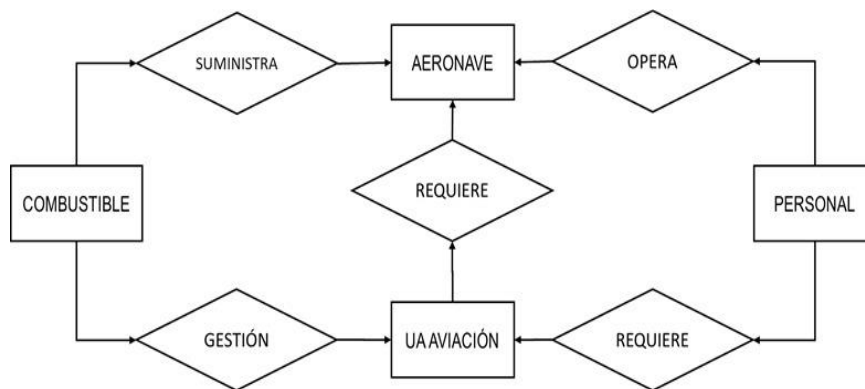 SUMINISTRA
AERONAVE
OPERA
COMBUSTIBLE
REQUIERE
PERSONAL
GESTIÓN
UA AVIACIÓN
REQUIERE